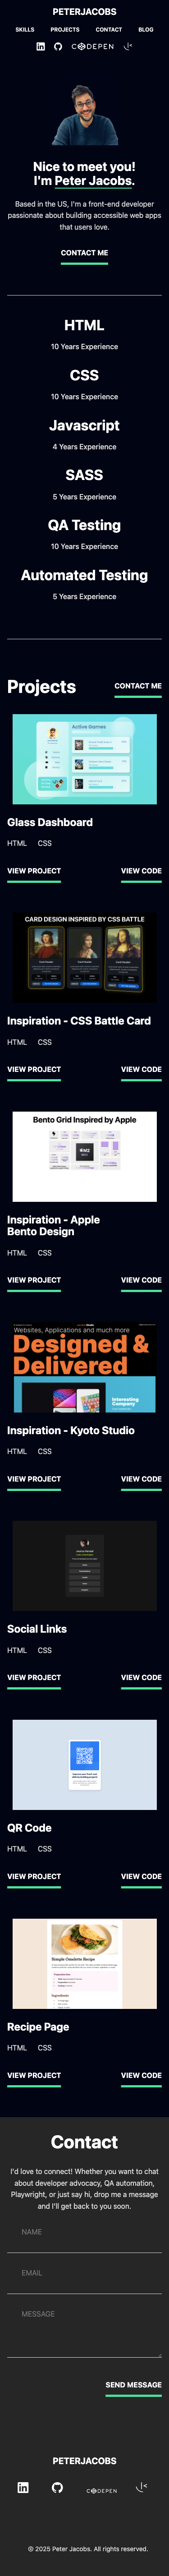 PETERJACOBS
SKILLS PROJECTS CONTACT BLOG
CODEPEN
Nice to meet you!
I'm Peter Jacobs.
Based in the US, I'm a front-end developer
passionate about building accessible web apps
that users love.
CONTACT ME
HTML
10 Years Experience
CSS
10 Years Experience
Javascript
4 Years Experience
SASS
5 Years Experience
QA Testing
10 Years Experience
Automated Testing
5 Years Experience
Projects
CONTACT ME
Active Games
Glass Dashboard
HTML CSS
VIEW PROJECT VIEW CODE
CARD DESIGN INSPIRED BY CSS BATTLE
Inspiration - CSS Battle Card
HTML CSS
VIEW PROJECT VIEW CODE
Bento Grid Inspired by Apple
Inspiration - Apple
Bento Design
HTML CSS
VIEW PROJECT VIEW CODE
Websites, Applications and much more
Designed &
Delivered
Interesting
Company
Inspiration - Kyoto Studio
HTML CSS
VIEW PROJECT VIEW CODE
Social Links
HTML CSS
VIEW PROJECT VIEW CODE
QR Code
HTML CSS
VIEW PROJECT VIEW CODE
Simple Omelette Recipe
Ingredients
Recipe Page
HTML CSS
VIEW PROJECT VIEW CODE
Contact
I'd love to connect! Whether you want to chat
about developer advocacy, QA automation,
Playwright, or just say hi, drop me a message
and I'll get back to you soon.
NAME
EMAIL
MESSAGE
SEND MESSAGE
PETERJACOBS
CODEPEN
© 2025 Peter Jacobs. All rights reserved.